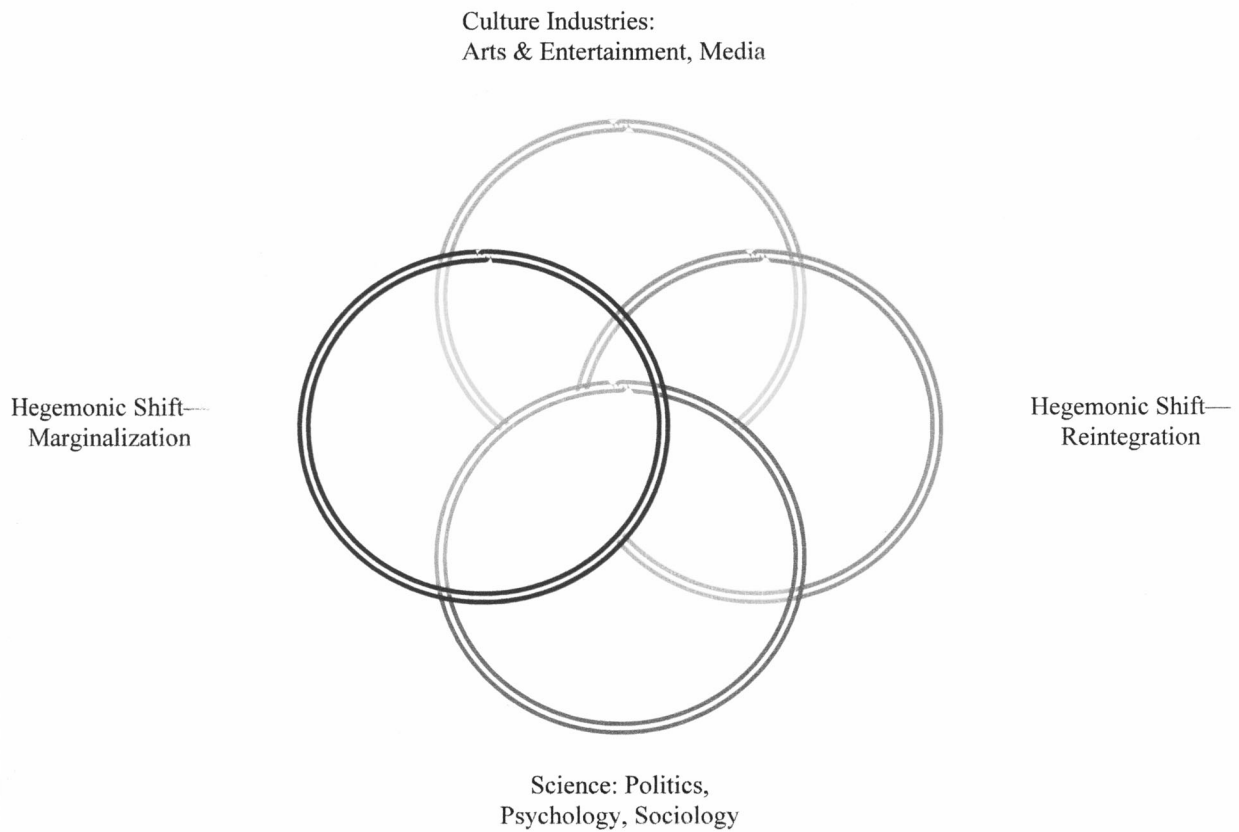 Culture Industries:
Arts & Entertainment, Media
Hegemonic Shift—
Marginalization
Hegemonic Shift—
Reintegration
Science: Politics,
Psychology, Sociology